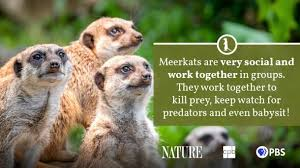 1
Meerkats are very social and
work together in groups.
They work together to
kill prey, keep watch for
predators and even babysit!
NATURE cpb PBS